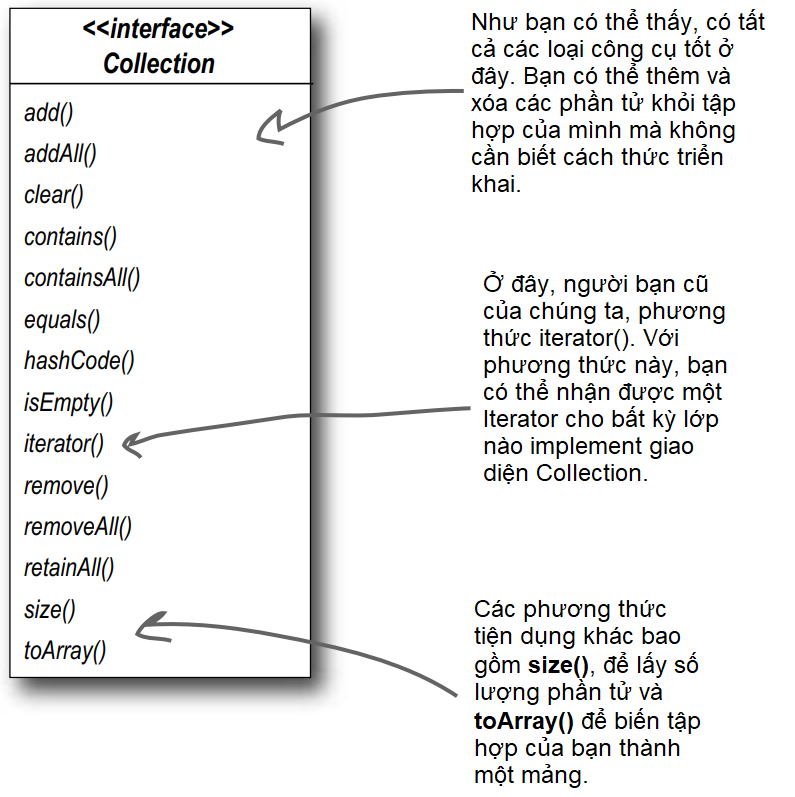 <<interface>>
Collection
add()
addAll()
clear()
contains()
containsAll()
equals()
hashCode()
isEmpty()
iterator()
remove()
removeAll()
retainAll()
size()
toArray()
Như bạn có thể thấy, có tất
cả các loại công cụ tốt ở
đây. Bạn có thể thêm và
xóa các phần tử khỏi tập
hợp của mình mà không
cần biết cách thức triển
khai.
Ở đây, người bạn cũ
của chúng ta, phương
thức iterator(). Với
phương thức này, bạn
có thể nhận được một
Iterator cho bất kỳ lớp
nào implement giao
diện Collection.
Các phương thức
tiện dụng khác bao
gồm size(), để lấy số
lượng phần tử và
toArray() để biến tập
hợp của bạn thành
một mảng.